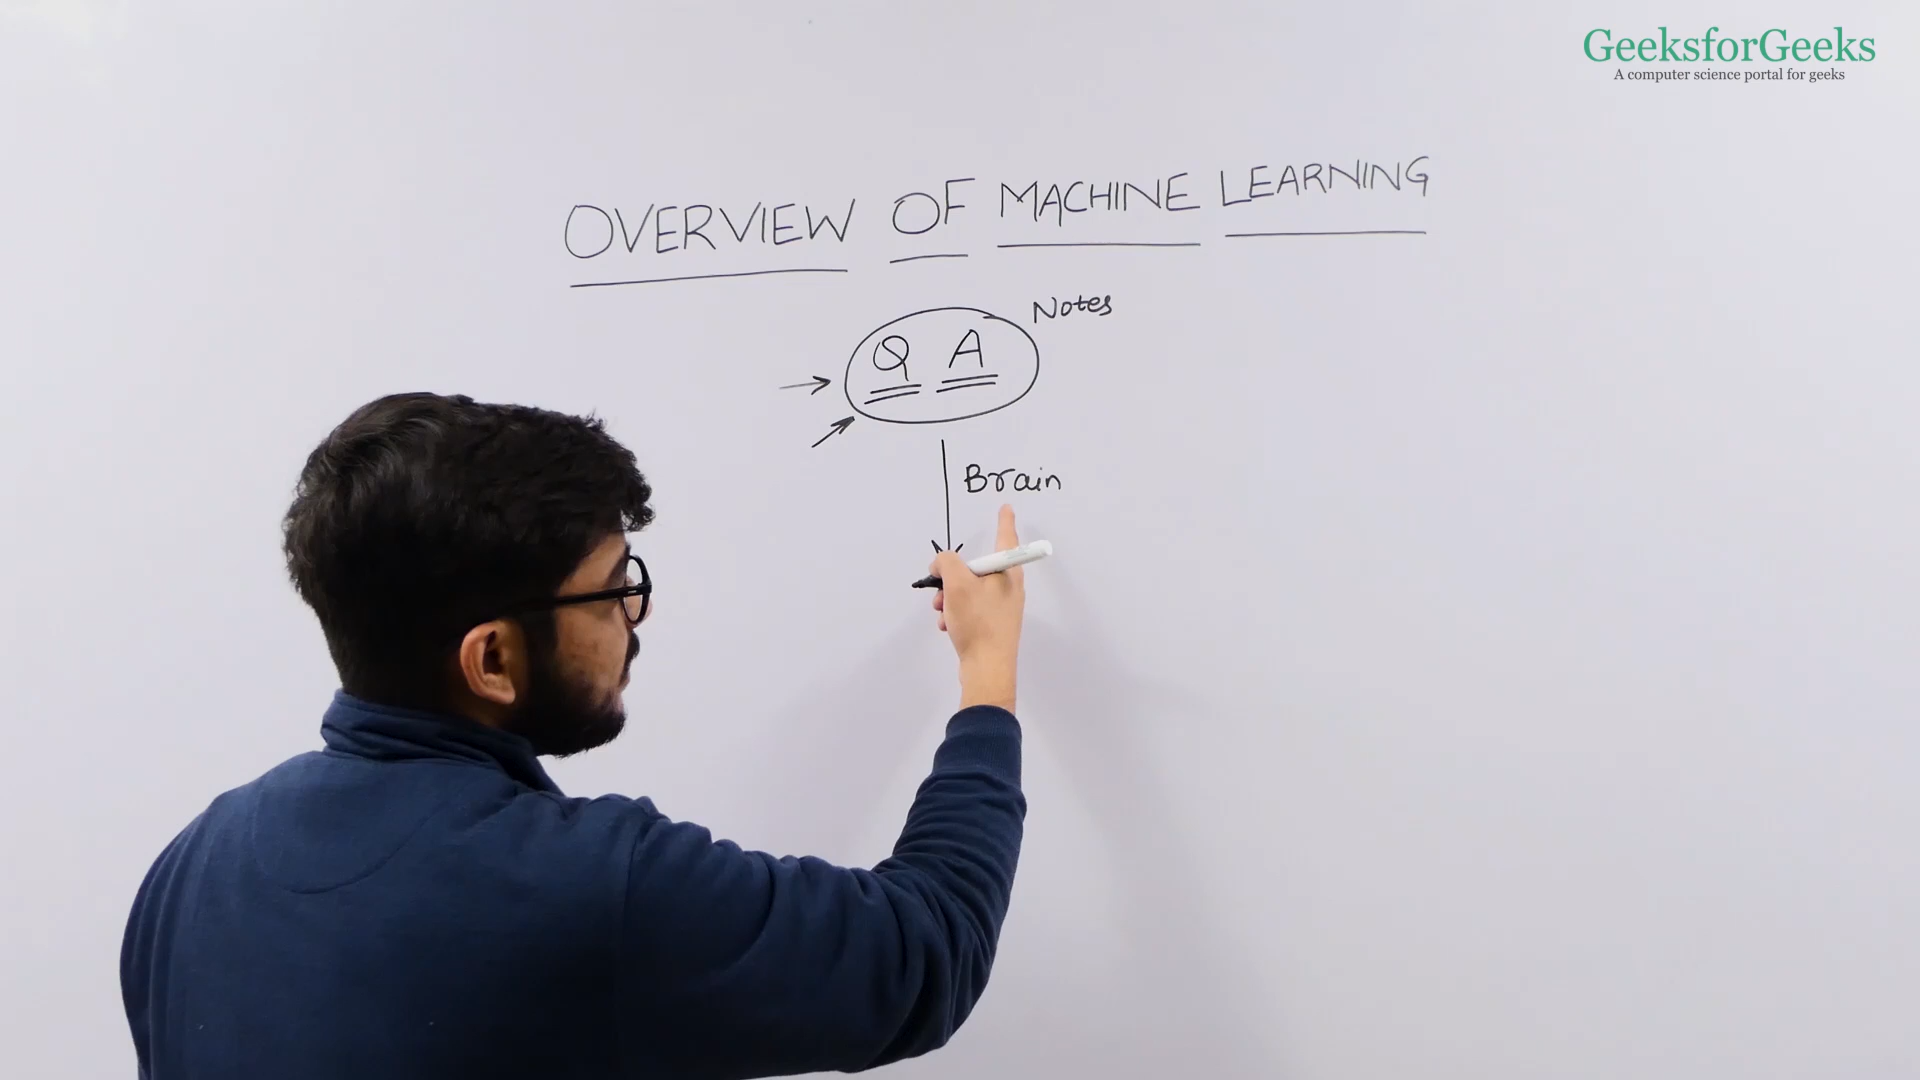 GeeksforGeeks
A computer science portal for geeks
OVERVIEW OF MACHINE LEARNING
Notes
Q A
Brain